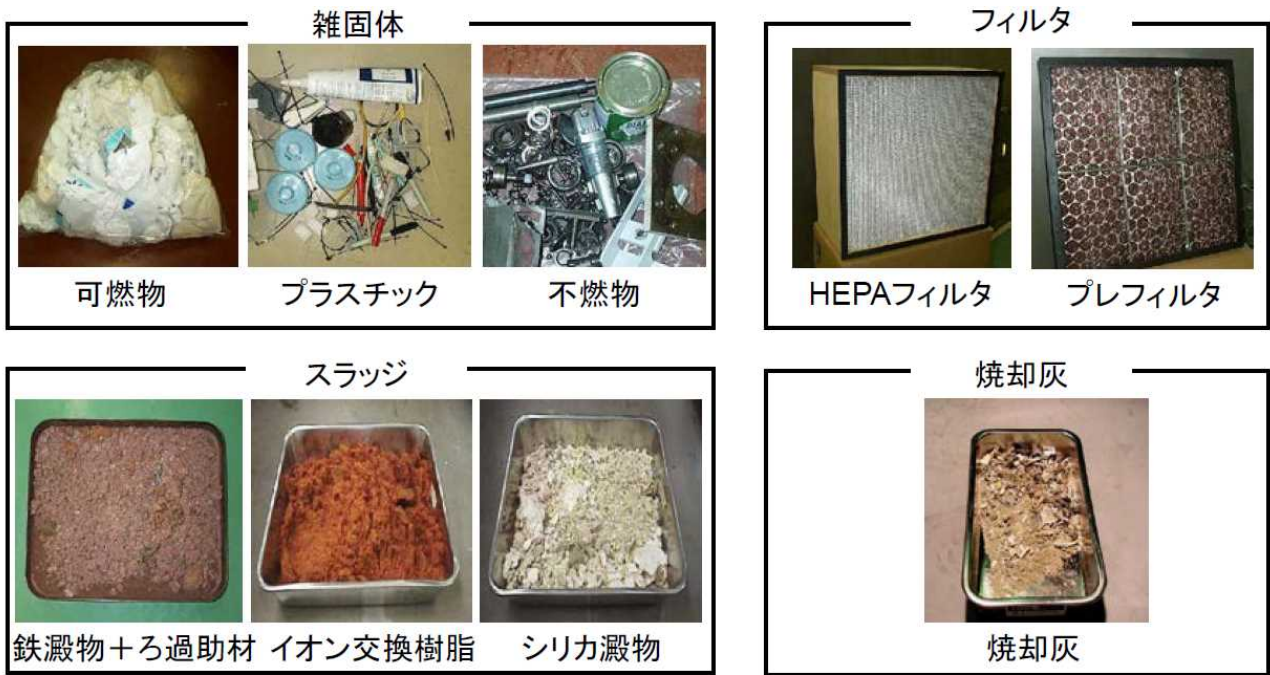 雑固体
可燃物
プラスチック
不燃物
フィルタ
HEPAフィルタ
プレフィルタ
スラッジ
鉄澱物＋ろ過助材
イオン交換樹脂
シリカ澱物
焼却灰
焼却灰